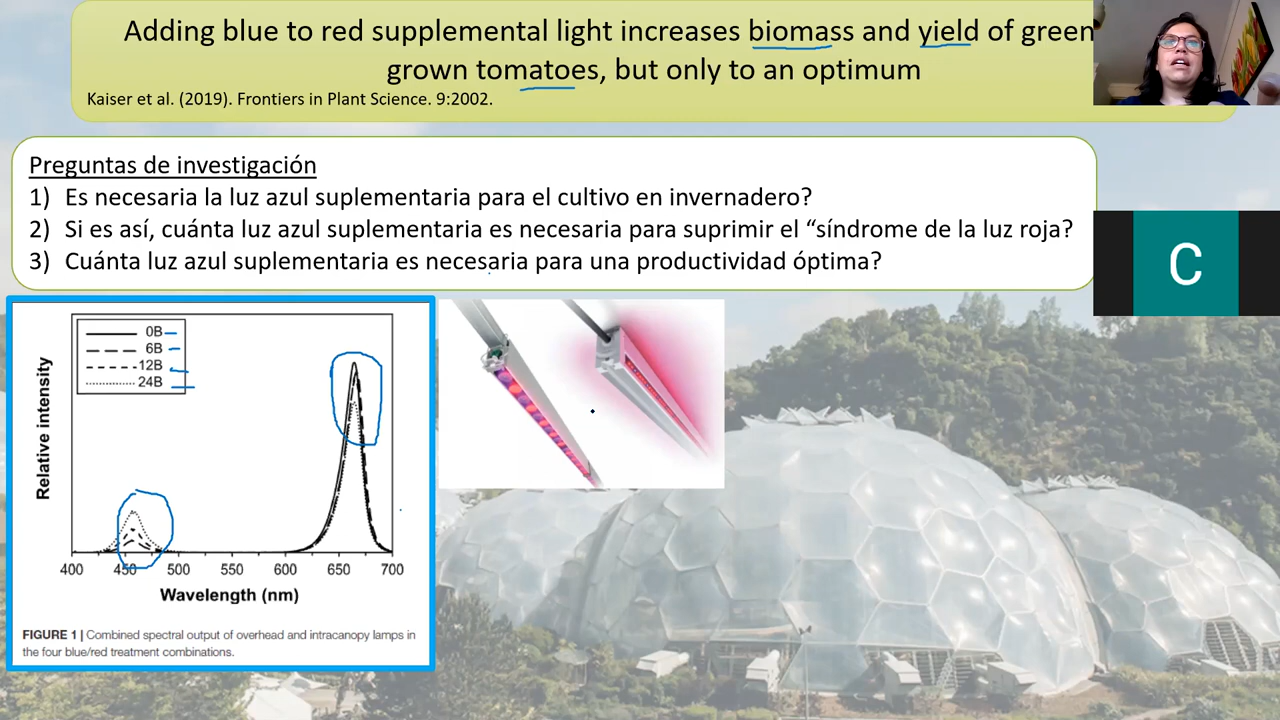 Adding blue to red supplemental light increases biomass and yield of green
grown tomatoes, but only to an optimum
Kaiser et al. (2019). Frontiers in Plant Science. 9:2002.
Preguntas de investigación
1) Es necesaria la luz azul suplementaria para el cultivo en invernadero?
2) Si es así, cuánta luz azul suplementaria es necesaria para suprimir el “síndrome de la luz roja?
3) Cuánta luz azul suplementaria es necesaria para una productividad óptima?
C
0B
6B
12B
24B
Relative intensity
400 450 500 550 600 650 700
Wavelength (nm)
FIGURE 1 | Combined spectral output of overhead and intracanopy lamps in
the four blue/red treatment combinations.